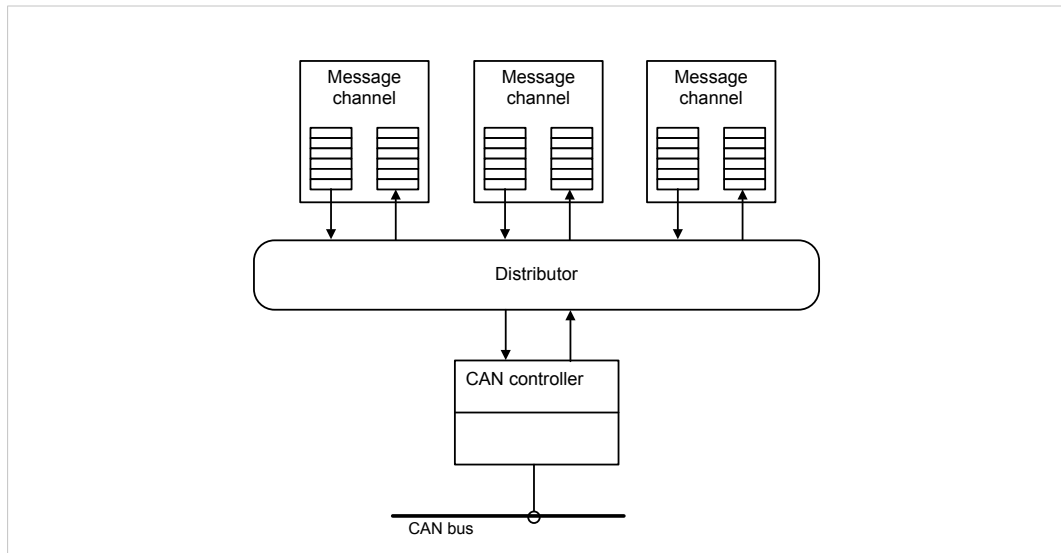 Message
channel
Message
channel
Message
channel
Distributor
CAN controller
CAN bus